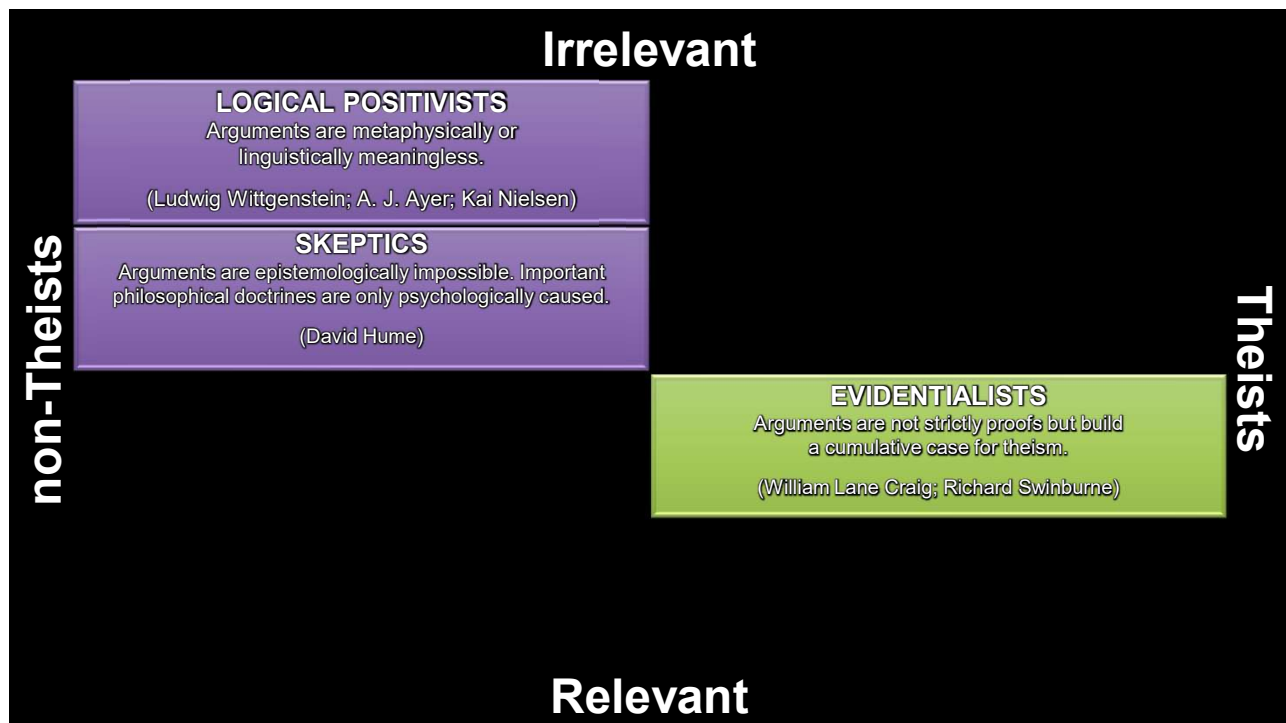 Irrelevant
LOGICAL POSITIVISTS
Arguments are metaphysically or
linguistically meaningless.
(Ludwig Wittgenstein; A. J. Ayer; Kai Nielsen)
SKEPTICS
Arguments are epistemologically impossible. Important
philosophical doctrines are only psychologically caused.
(David Hume)
non-Theists
Theists
EVIDENTIALISTS
Arguments are not strictly proofs but build
a cumulative case for theism.
(William Lane Craig; Richard Swinburne)
Relevant